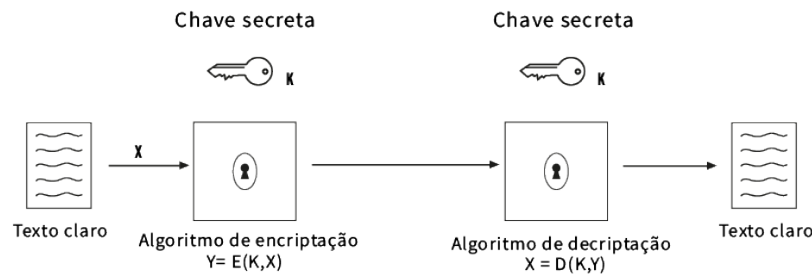 Chave secreta
Chave secreta
K
K
X
Texto claro
Algoritmo de encriptação
Y= E(K,X)
Algoritmo de decriptação
X = D(K,Y)
Texto claro